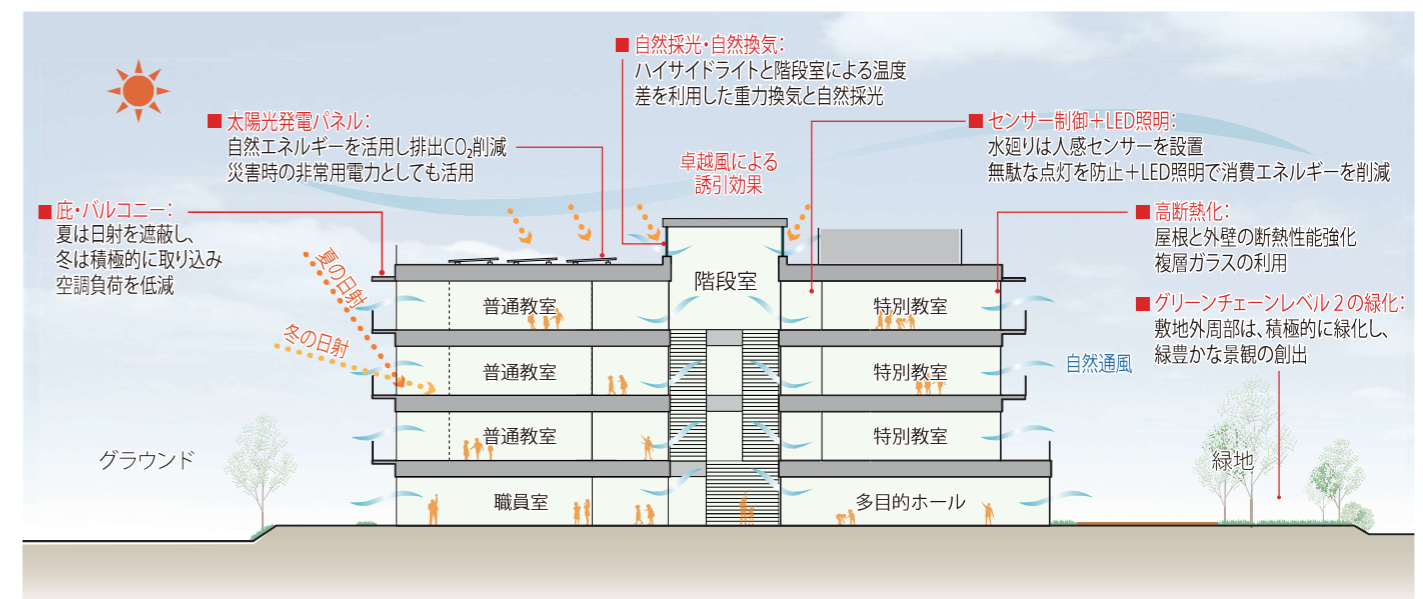 ■ 自然採光・自然換気：
ハイサイドライトと階段室による温度
差を利用した重力換気と自然採光
■ 太陽光発電パネル：
自然エネルギーを活用し排出CO₂削減
災害時の非常用電力としても活用
■ センサー制御＋LED照明：
水廻りは人感センサーを設置
無駄な点灯を防止＋LED照明で消費エネルギーを削減
卓越風による
誘引効果
■ 庇・バルコニー：
夏は日射を遮蔽し、
冬は積極的に取り込み
空調負荷を低減
■ 高断熱化：
屋根と外壁の断熱性能強化
複層ガラスの利用
■ グリーンチェーンレベル２の緑化：
敷地外周部は、積極的に緑化し、
緑豊かな景観の創出
夏の日射
冬の日射
階段室
普通教室
特別教室
普通教室
特別教室
自然通風
普通教室
特別教室
グラウンド
緑地
職員室
多目的ホール